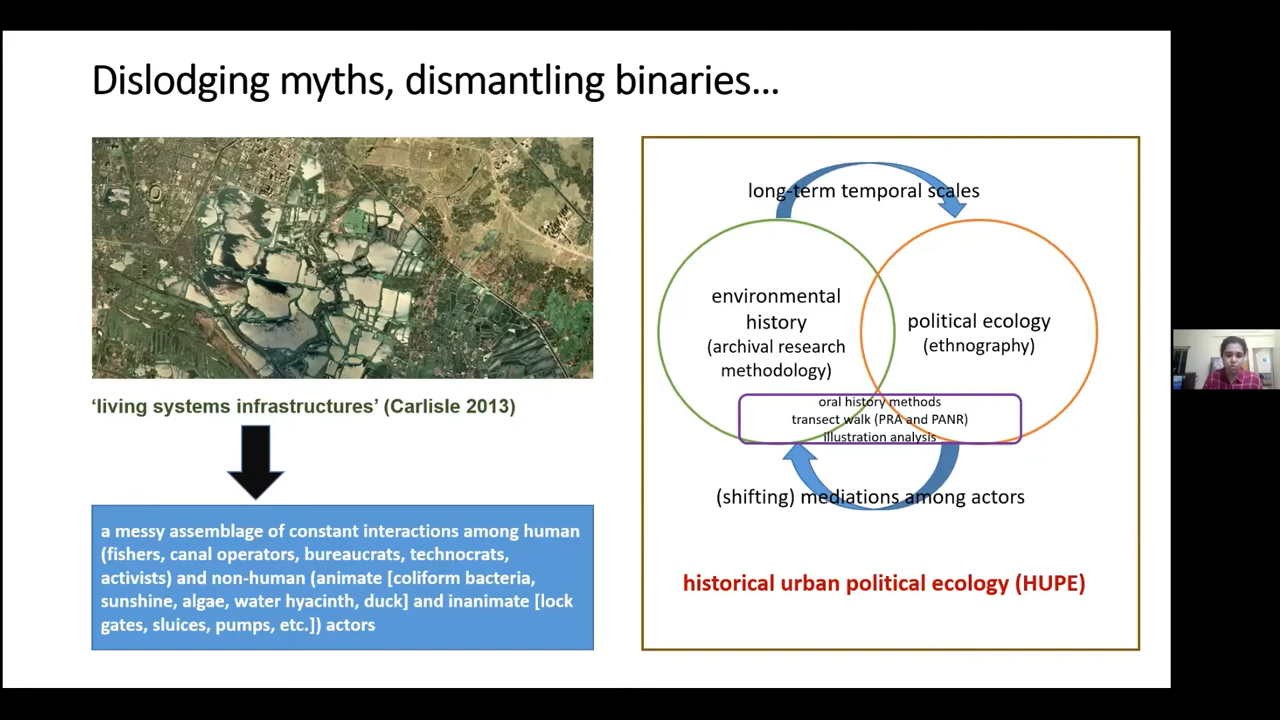 Dislodging myths, dismantling binaries...
‘living systems infrastructures’ (Carlisle 2013)
a messy assemblage of constant interactions among human
(fishers, canal operators, bureaucrats, technocrats,
activists) and non-human (animate [coliform bacteria,
sunshine, algae, water hyacinth, duck] and inanimate [lock
gates, sluices, pumps, etc.]) actors
long-term temporal scales
environmental
history
(archival research
methodology)
political ecology
(ethnography)
oral history methods
transect walk (PRA and PANR)
illustration analysis
(shifting) mediations among actors
historical urban political ecology (HUPE)